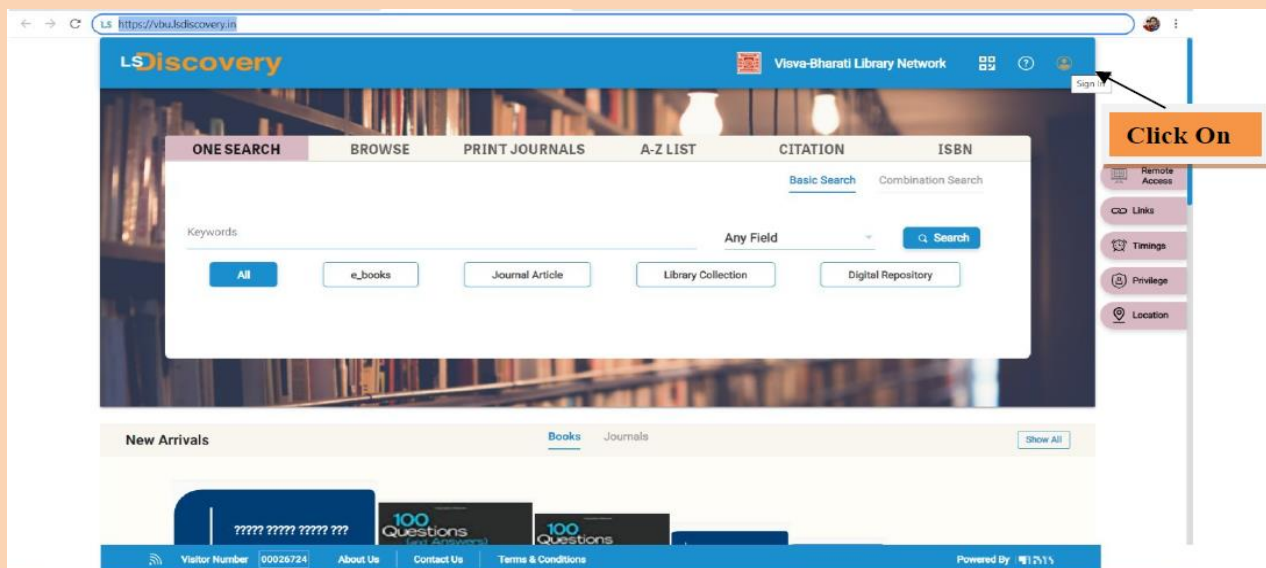 LS https://vbu.lsdiscovery.in
LSDiscovery
Visva-Bharati Library Network
Sign In
Click On
ONE SEARCH BROWSE PRINT JOURNALS A-Z LIST CITATION ISBN
Basic Search Combination Search
Remote
Access
Links
Keywords Any Field Search
Timings
All e_books Journal Article Library Collection Digital Repository
Privilege
Location
New Arrivals Books Journals Show All
????? ????? ????? ???
100
Questions
(and Answers)
100
Questions
Visitor Number 00026724 About Us Contact Us Terms & Conditions Powered By